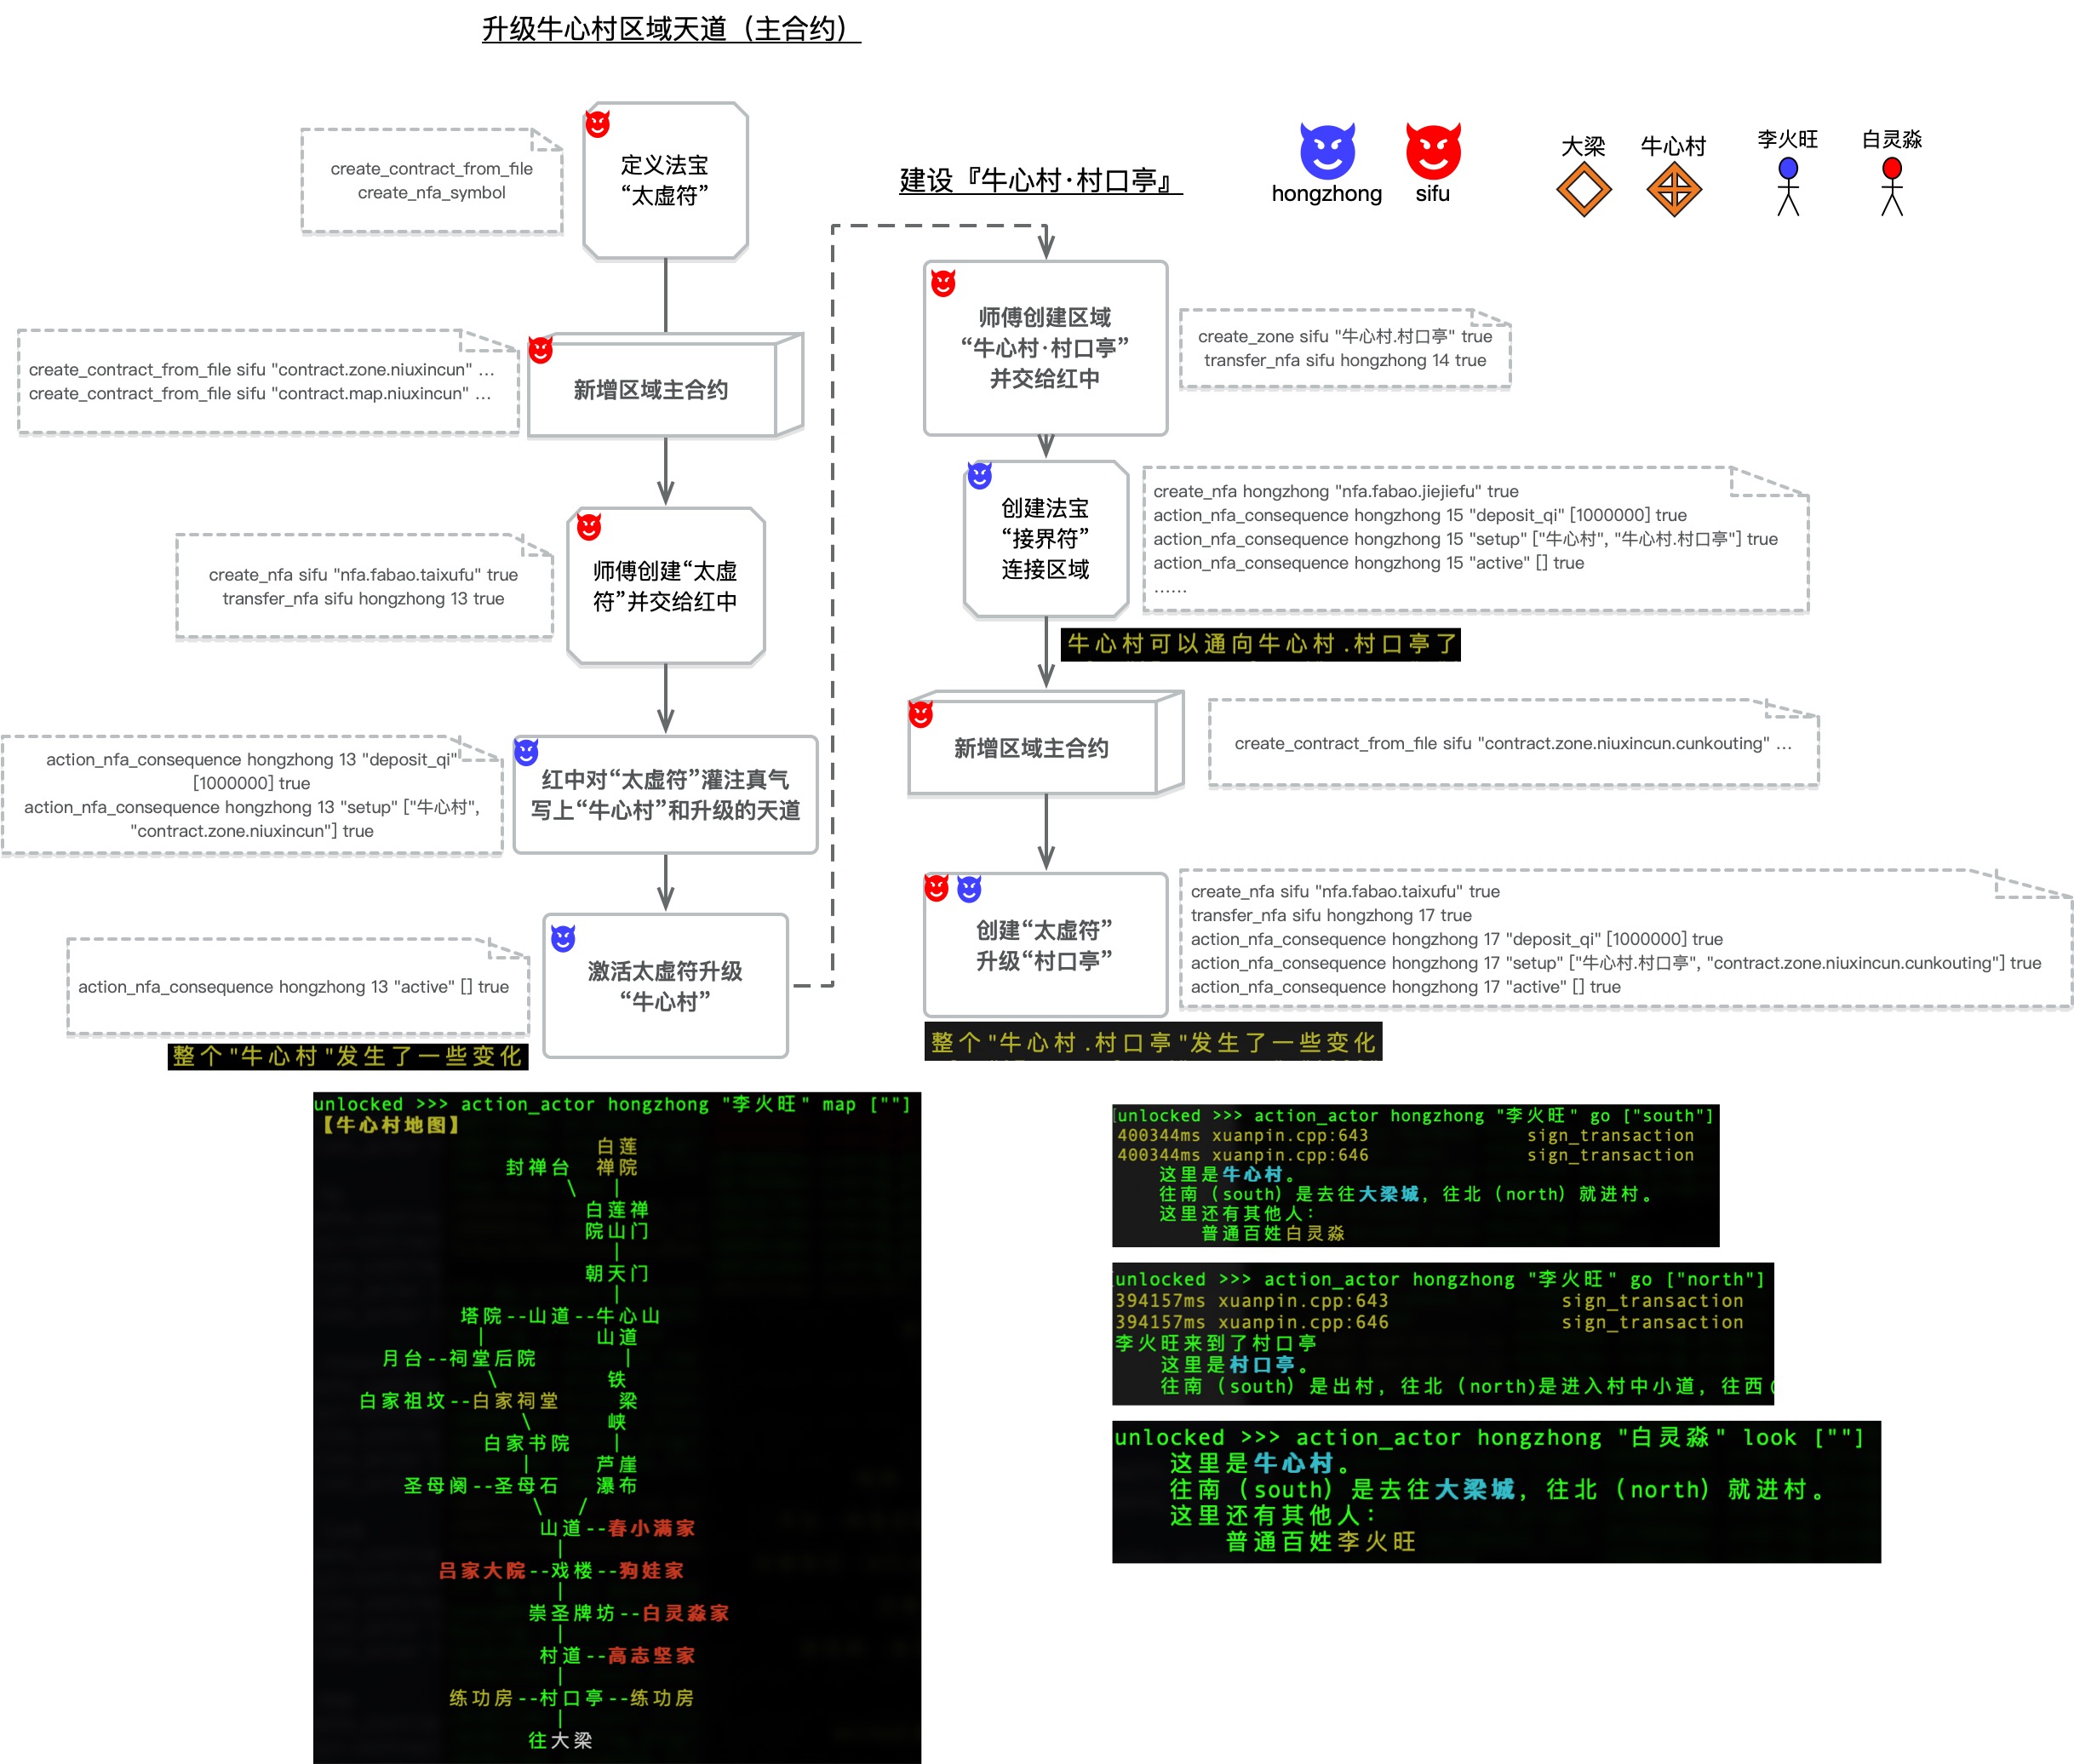 升级牛心村区域天道（主合约）
定义法宝
“太虚符”
create_contract_from_file
create_nfa_symbol
新增区域主合约
create_contract_from_file sifu "contract.zone.niuxincun" ...
create_contract_from_file sifu "contract.map.niuxincun" ...
师傅创建“太虚
符”并交给红中
create_nfa sifu "nfa.fabao.taixufu" true
transfer_nfa sifu hongzhong 13 true
红中对“太虚符”灌注真气
写上“牛心村”和升级的天道
action_nfa_consequence hongzhong 13 "deposit_qi"
[1000000] true
action_nfa_consequence hongzhong 13 "setup" ["牛心村",
"contract.zone.niuxincun"] true
激活太虚符升级
“牛心村”
action_nfa_consequence hongzhong 13 "active" [] true
整个"牛心村"发生了一些变化
建设『牛心村·村口亭』
hongzhong
sifu
大梁
牛心村
李火旺
白灵淼
师傅创建区域
“牛心村·村口亭”
并交给红中
create_zone sifu "牛心村.村口亭" true
transfer_nfa sifu hongzhong 14 true
创建法宝
“接界符”
连接区域
create_nfa hongzhong "nfa.fabao.jiejiefu" true
action_nfa_consequence hongzhong 15 "deposit_qi" [1000000] true
action_nfa_consequence hongzhong 15 "setup" ["牛心村", "牛心村.村口亭"] true
action_nfa_consequence hongzhong 15 "active" [] true
……
牛心村可以通向牛心村.村口亭了
新增区域主合约
create_contract_from_file sifu "contract.zone.niuxincun.cunkouting" ...
创建“太虚符”
升级“村口亭”
create_nfa sifu "nfa.fabao.taixufu" true
transfer_nfa sifu hongzhong 17 true
action_nfa_consequence hongzhong 17 "deposit_qi" [1000000] true
action_nfa_consequence hongzhong 17 "setup" ["牛心村.村口亭", "contract.zone.niuxincun.cunkouting"] true
action_nfa_consequence hongzhong 17 "active" [] true
整个"牛心村.村口亭"发生了一些变化
unlocked >>> action_actor hongzhong "李火旺" map [""]
【牛心村地图】
白莲
封禅台 禅院
\ |
白莲禅
院山门
|
朝天门
|
塔院--山道--牛心山
| 山道
月台--祠堂后院 |
\ 铁
白家祖坟--白家祠堂 梁
\ 峡
白家书院 |
| 芦崖
圣母阕--圣母石 瀑布
\ /
山道--春小满家
|
吕家大院--戏楼--狗娃家
|
崇圣牌坊--白灵淼家
|
村道--高志坚家
|
练功房--村口亭--练功房
|
往大梁
unlocked >>> action_actor hongzhong "李火旺" go ["south"]
400344ms xuanpin.cpp:643 sign_transaction
400344ms xuanpin.cpp:646 sign_transaction
这里是牛心村。
往南（south）是去往大梁城，往北（north）就进村。
这里还有其他人：
普通百姓白灵淼
unlocked >>> action_actor hongzhong "李火旺" go ["north"]
394157ms xuanpin.cpp:643 sign_transaction
394157ms xuanpin.cpp:646 sign_transaction
李火旺来到了村口亭
这里是村口亭。
往南（south）是出村，往北（north)是进入村中小道，往西(
unlocked >>> action_actor hongzhong "白灵淼" look [""]
这里是牛心村。
往南（south）是去往大梁城，往北（north）就进村。
这里还有其他人：
普通百姓李火旺